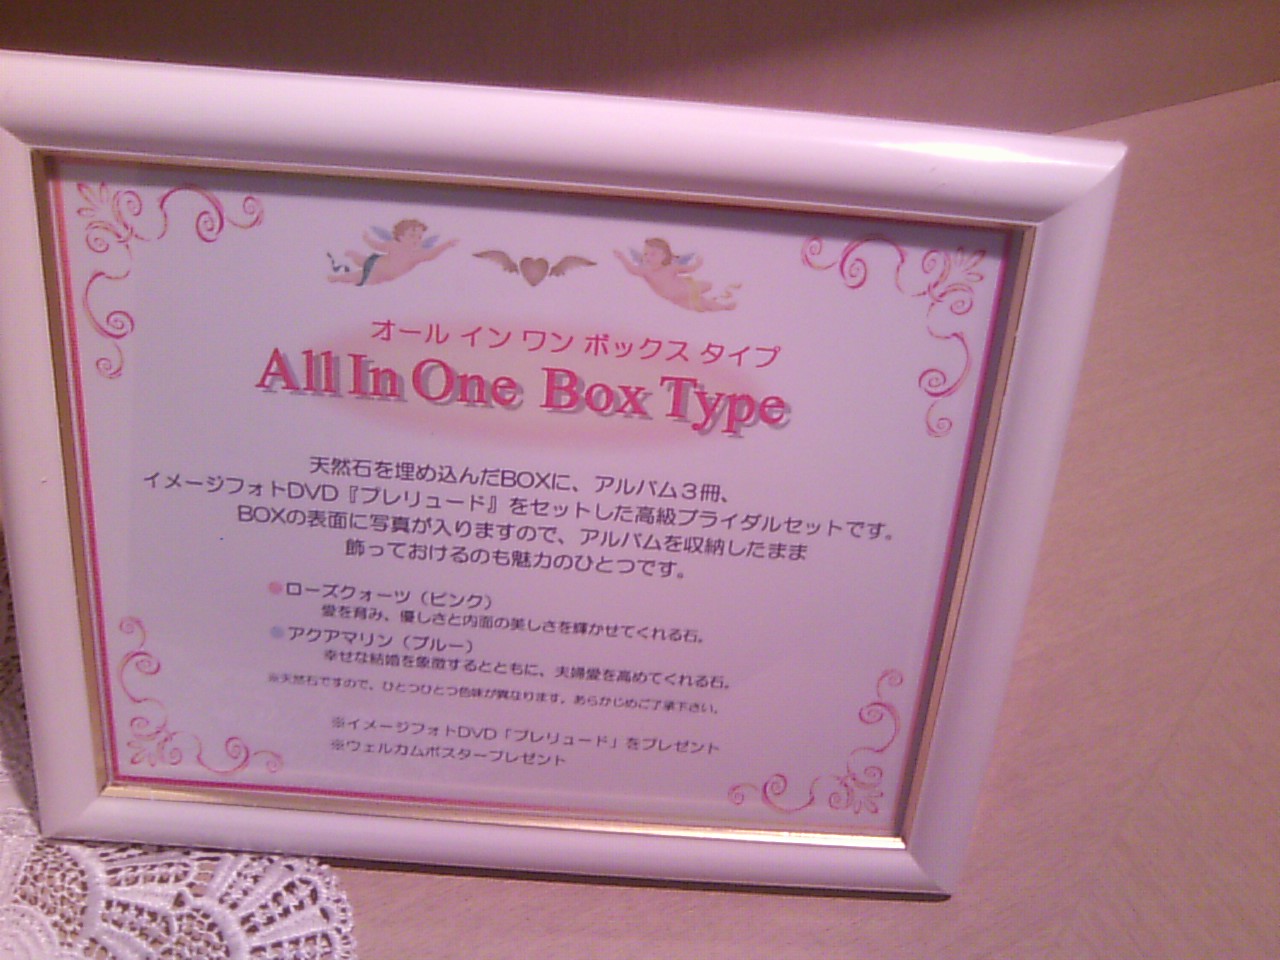 オール イン ワン ボックス タイプ
All In One Box Type
天然石を埋め込んだBOXに、アルバム３冊、
イメージフォトDVD『プレリュード』をセットした高級ブライダルセットです。
BOXの表面に写真が入りますので、アルバムを収納したまま
飾っておけるのも魅力のひとつです。
●ローズクォーツ（ピンク）
愛を育み、優しさと内面の美しさを輝かせてくれる石。
●アクアマリン（ブルー）
幸せな結婚を象徴するとともに、夫婦愛を高めてくれる石。
※天然石ですので、ひとつひとつ色味が異なります。あらかじめご了承下さい。
※イメージフォトDVD「プレリュード」をプレゼント
※ウェルカムポスタープレゼント